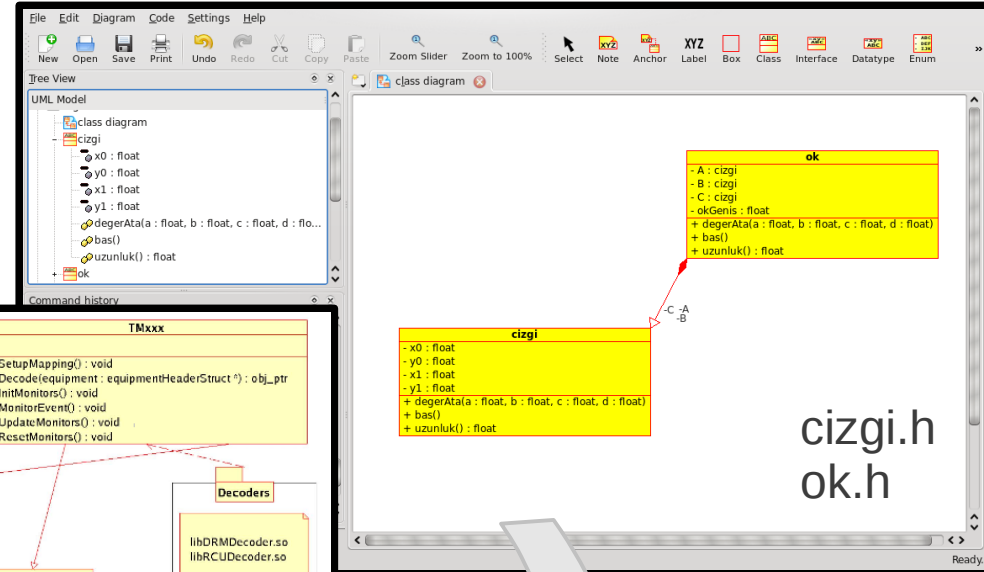 File Edit Diagram Code Settings Help
New Open Save Print Undo Redo Cut Copy Paste Zoom Slider Zoom to 100% Select Note Anchor Label Box Class Interface Datatype Enum
Tree View
class diagram
UML Model
class diagram
cizgi
x0 : float
y0 : float
x1 : float
y1 : float
degerAta(a : float, b : float, c : float, d : flo...
bas()
uzunluk() : float
ok
Command history
ok
- A : cizgi
- B : cizgi
- C : cizgi
- okGenis : float
+ degerAta(a : float, b : float, c : float, d : float)
+ bas()
+ uzunluk() : float
-C -A
-B
cizgi
- x0 : float
- y0 : float
- x1 : float
- y1 : float
+ degerAta(a : float, b : float, c : float, d : float)
+ bas()
+ uzunluk() : float
cizgi.h
ok.h
TMxxx
SetupMapping() : void
Decode(equipment : equipmentHeaderStruct *) : obj_ptr
InitMonitors() : void
MonitorEvent() : void
UpdateMonitors() : void
ResetMonitors() : void
Decoders
libDRMDecoder.so
libRCUDecoder.so
Ready.